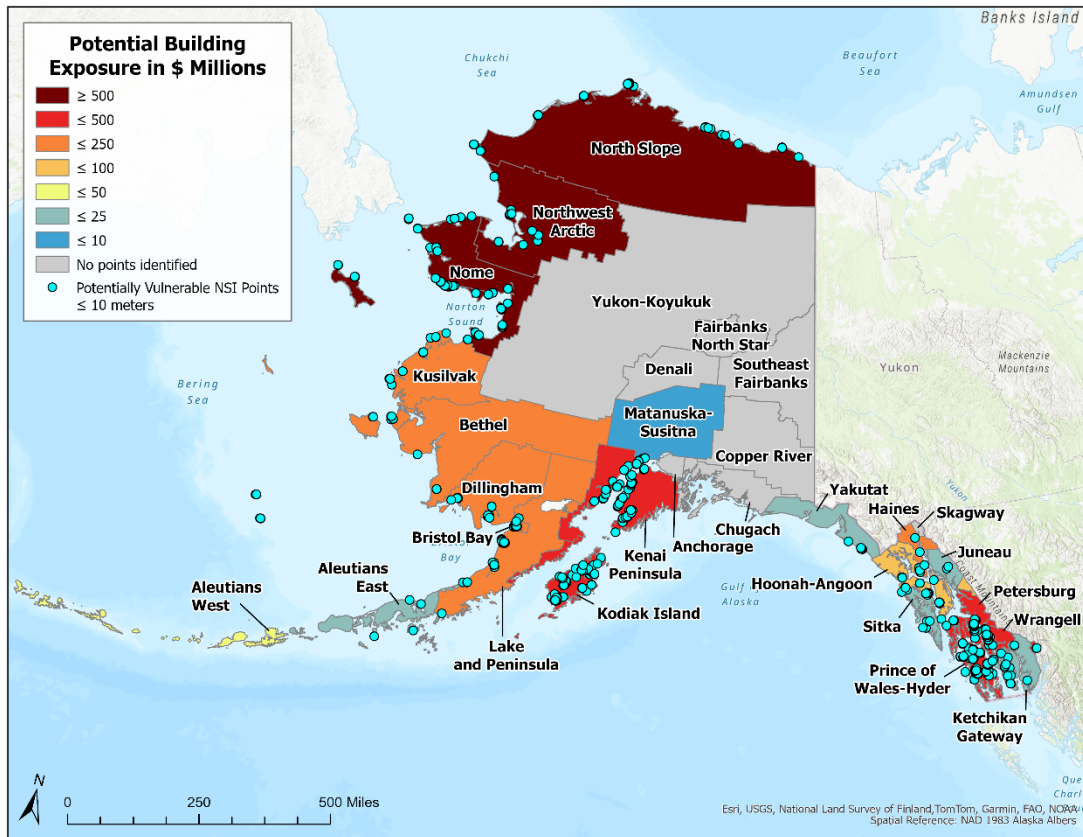 Potential Building
Exposure in $ Millions
≥ 500
≤ 500
≤ 250
≤ 100
≤ 50
≤ 25
≤ 10
No points identified
Potentially Vulnerable NSI Points
≤ 10 meters
Banks Island
Chukchi
Sea
Beaufort
Sea
Amundsen
Gulf
North Slope
Northwest
Arctic
Nome
Norton
Sound
Yukon-Koyukuk
Fairbanks
North Star
Southeast
Fairbanks
Denali
Yukon
Mackenzie
Mountains
Kusilvak
Bering
Sea
Bethel
Matanuska-
Susitna
Copper River
Dillingham
Yakutat
Yukon
Haines
Skagway
Bristol Bay
Bay
Chugach
Anchorage
Kenai
Peninsula
Juneau
Coast Mountains
Hoonah-Angoon
Aleutians
East
Aleutians
West
Gulf of
Alaska
Petersburg
Kodiak Island
Sitka
Wrangell
Lake
and Peninsula
Prince of
Wales-Hyder
Ketchikan
Gateway
N
0 250 500 Miles
Esri, USGS, National Land Survey of Finland,TomTom, Garmin, FAO, NOAA
Spatial Reference: NAD 1983 Alaska Albers